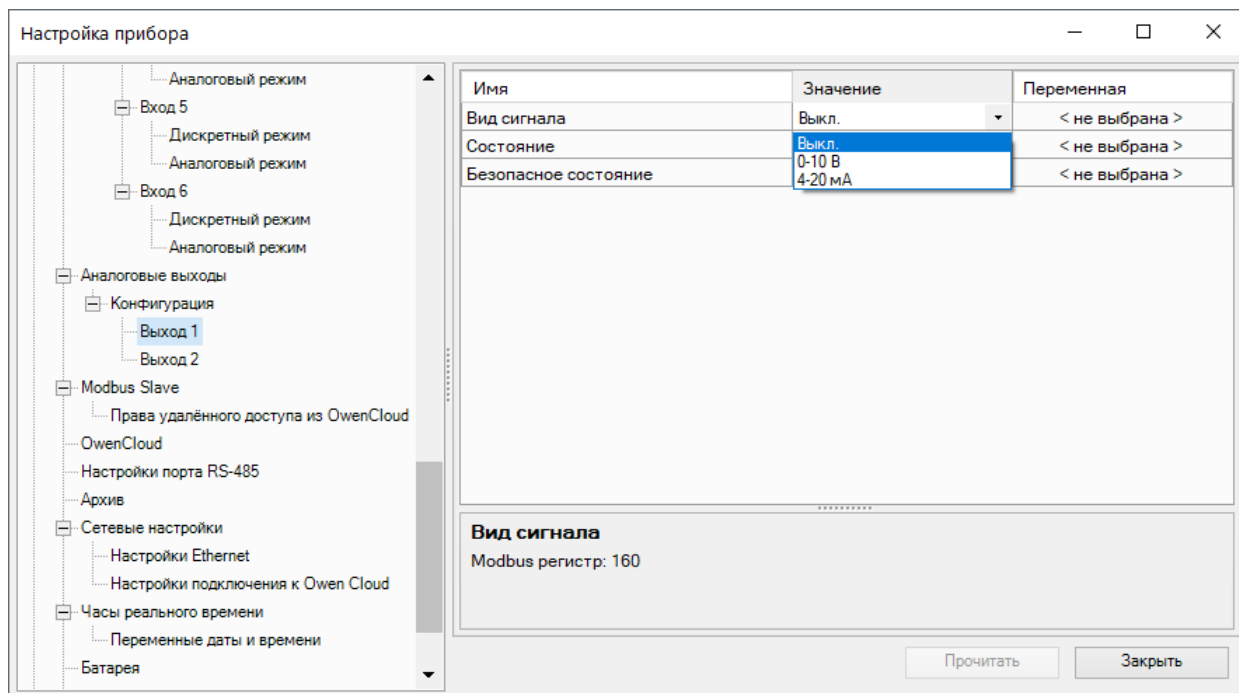 Настройка прибора
Аналоговый режим
Вход 5
Дискретный режим
Аналоговый режим
Вход 6
Дискретный режим
Аналоговый режим
Аналоговые выходы
Конфигурация
Выход 1
Выход 2
Modbus Slave
Права удалённого доступа из OwenCloud
OwenCloud
Настройки порта RS-485
Архив
Сетевые настройки
Настройки Ethernet
Настройки подключения к Owen Cloud
Часы реального времени
Переменные даты и времени
Батарея
Имя Значение Переменная
Вид сигнала Выкл. < не выбрана >
Состояние < не выбрана >
Безопасное состояние < не выбрана >
Выкл.
0-10 В
4-20 мА
Вид сигнала
Modbus регистр: 160
Прочитать Закрыть